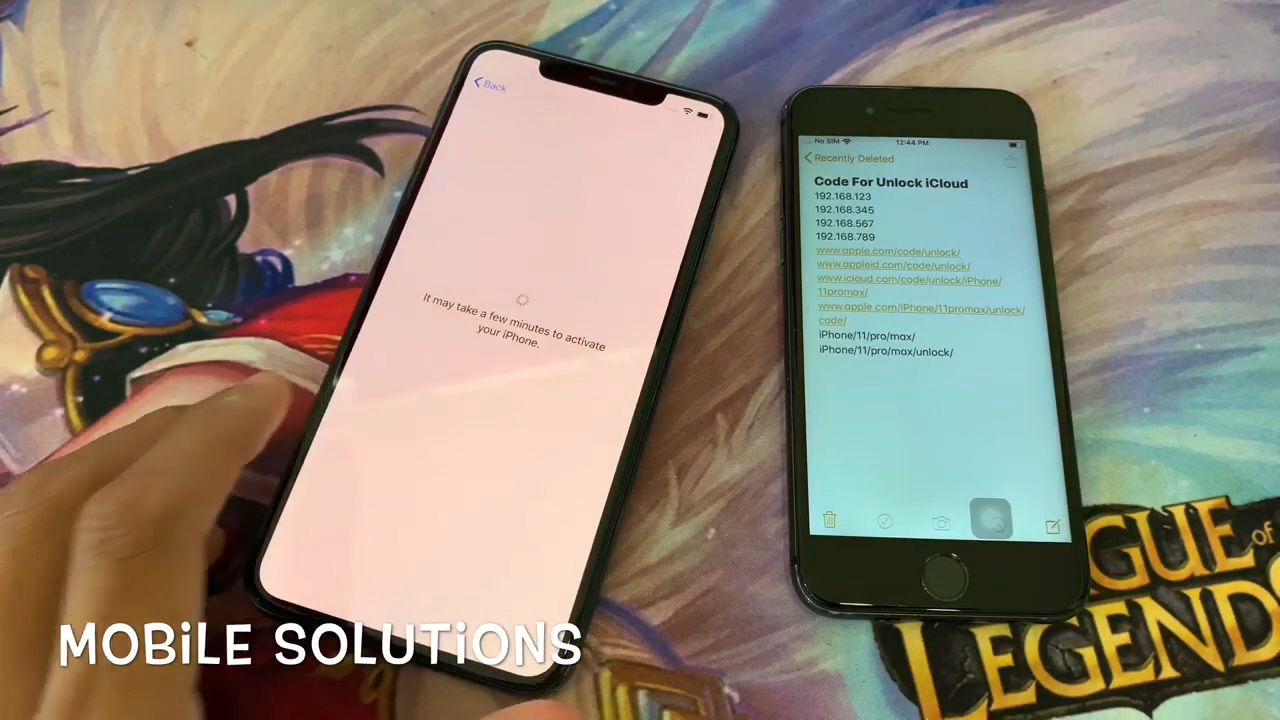 Back
It may take a few minutes to activate
your iPhone.
No SIM
12:44 PM
Recently Deleted
Code For Unlock iCloud
192.168.123
192.168.345
192.168.567
192.168.789
www.apple.com/code/unlock/
www.appleid.com/code/unlock/
www.icloud.com/code/unlock/iPhone/
11promax/
www.apple.com/iPhone/11promax/unlock/
code/
iPhone/11/pro/max/
iPhone/11/pro/max/unlock/
GUE of
LEGENDS
MOBiLE SOLUTiONS